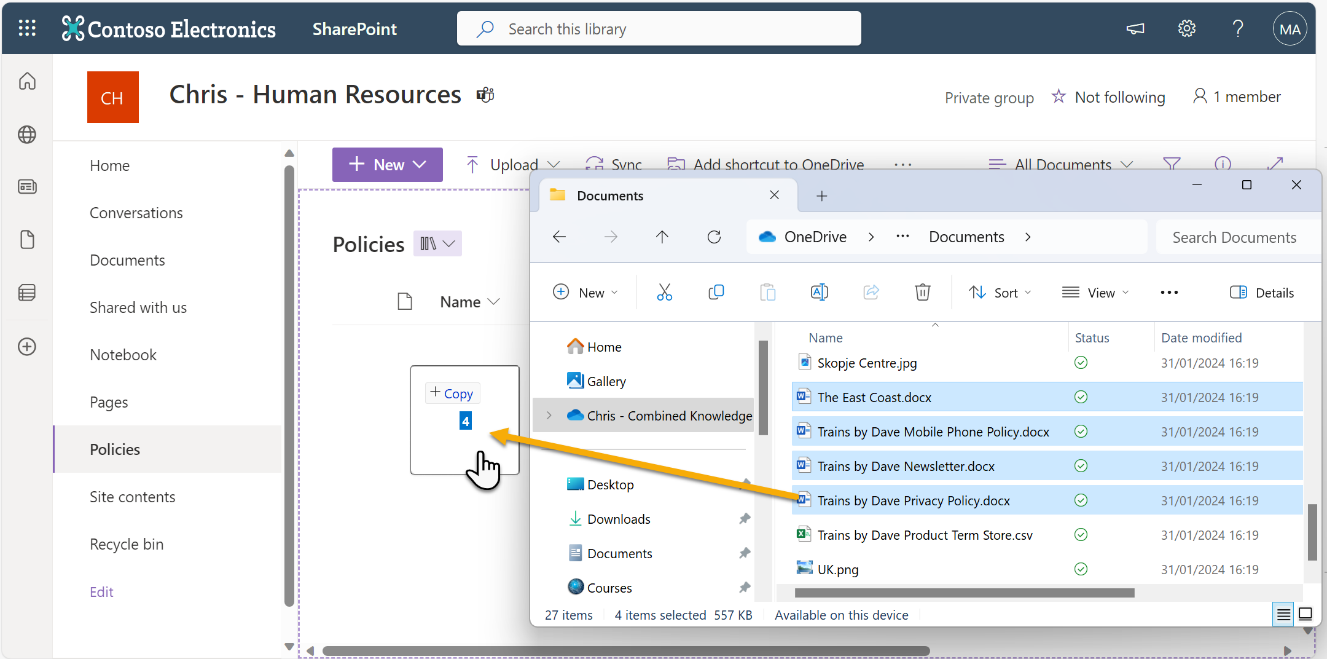 Contoso Electronics SharePoint Search this library ? MA
CH Chris - Human Resources Private group Not following 1 member
Home
Conversations
Documents
Shared with us
Notebook
Pages
Policies
Site contents
Recycle bin
Edit
+ New Upload Sync Add shortcut to OneDrive ... All Documents
Policies
Name
+ Copy
4
Documents
OneDrive > ... Documents > Search Documents
New Sort View ... Details
Home
Gallery
Chris - Combined Knowledge
Desktop
Downloads
Documents
Courses
Name Status Date modified
Skopje Centre.jpg 31/01/2024 16:19
The East Coast.docx 31/01/2024 16:19
Trains by Dave Mobile Phone Policy.docx 31/01/2024 16:19
Trains by Dave Newsletter.docx 31/01/2024 16:19
Trains by Dave Privacy Policy.docx 31/01/2024 16:19
Trains by Dave Product Term Store.csv 31/01/2024 16:19
UK.png 31/01/2024 16:19
27 items 4 items selected 557 KB Available on this device